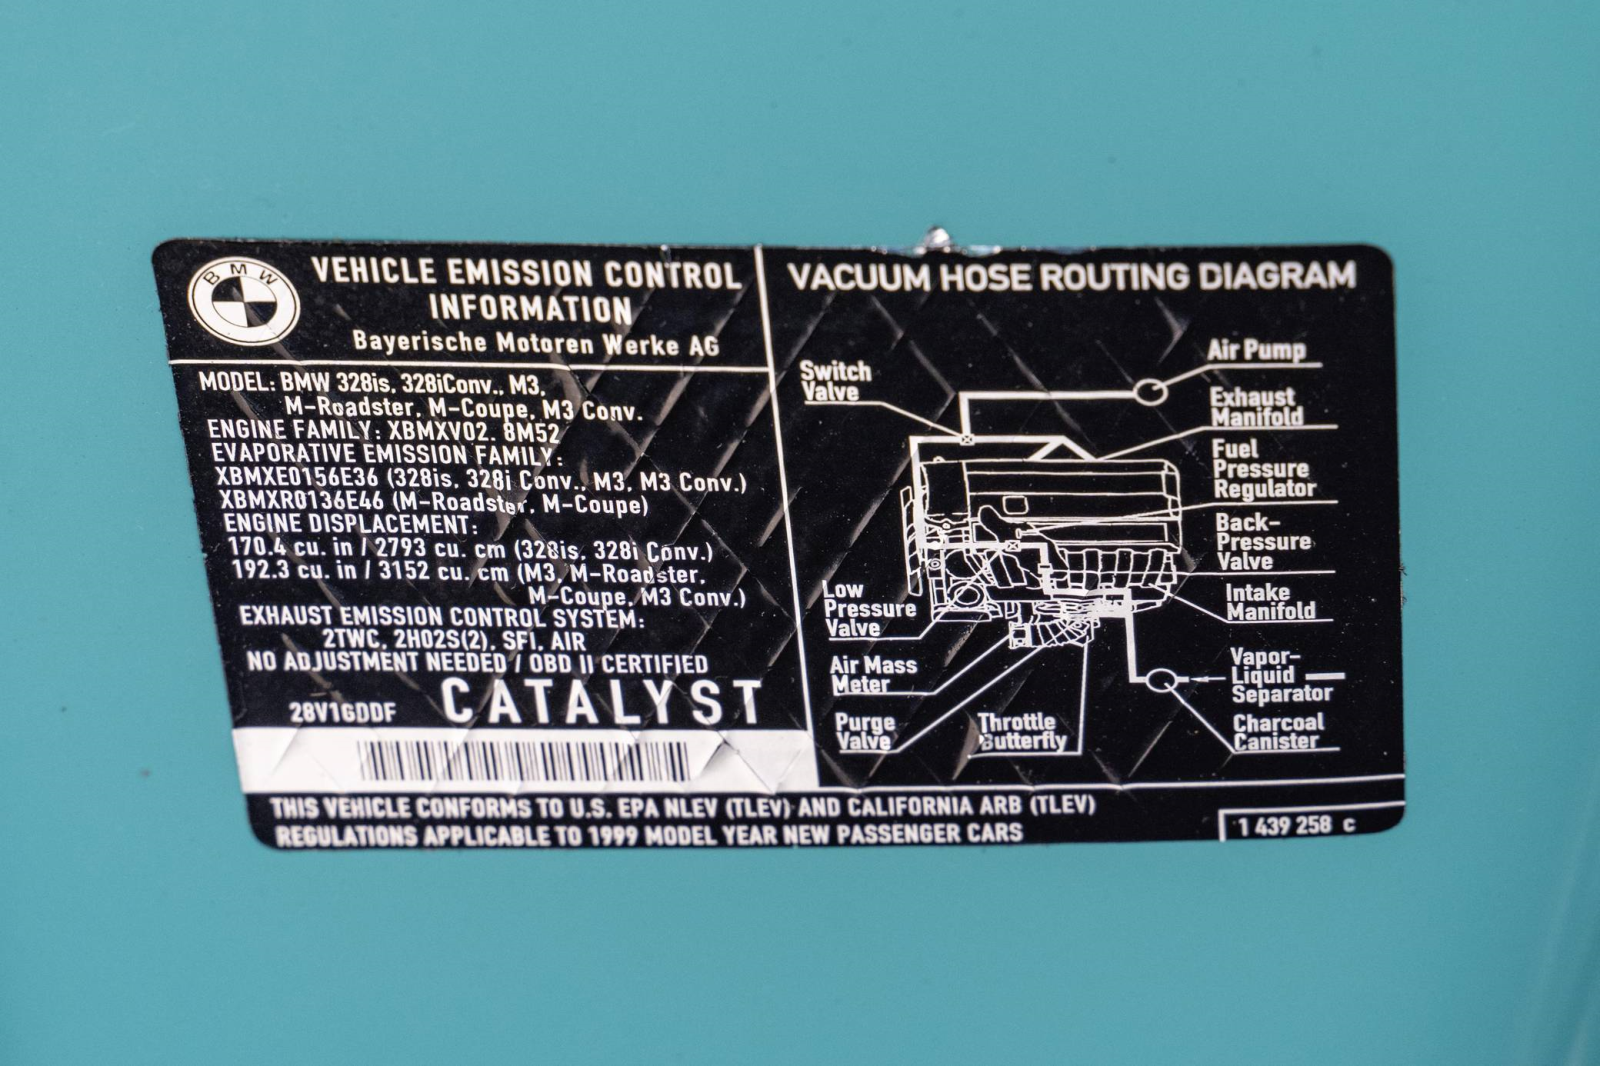 BMW
VEHICLE EMISSION CONTROL
INFORMATION
Bayerische Motoren Werke AG
MODEL: BMW 328is, 328iConv., M3,
M-Roadster, M-Coupe, M3 Conv.
ENGINE FAMILY: XBMXV02. 8M52
EVAPORATIVE EMISSION FAMILY:
XBMXE0156E36 (328is, 328i Conv., M3, M3 Conv.)
XBMXR0136E46 (M-Roadster, M-Coupe)
ENGINE DISPLACEMENT:
170.4 cu. in / 2793 cu. cm (328is, 328i Conv.)
192.3 cu. in / 3152 cu. cm (M3, M-Roadster,
M-Coupe, M3 Conv.)
EXHAUST EMISSION CONTROL SYSTEM:
2TWC, 2HO2S(2), SFI, AIR
NO ADJUSTMENT NEEDED / OBD II CERTIFIED
28V16DDF CATALYST
VACUUM HOSE ROUTING DIAGRAM
Switch
Valve
Air Pump
Exhaust
Manifold
Fuel
Pressure
Regulator
Back-
Pressure
Valve
Low
Pressure
Valve
Intake
Manifold
Air Mass
Meter
Vapor-
Liquid
Separator
Purge
Valve
Throttle
Butterfly
Charcoal
Canister
THIS VEHICLE CONFORMS TO U.S. EPA NLEV (TLEV) AND CALIFORNIA ARB (TLEV)
REGULATIONS APPLICABLE TO 1999 MODEL YEAR NEW PASSENGER CARS
1 439 258 c